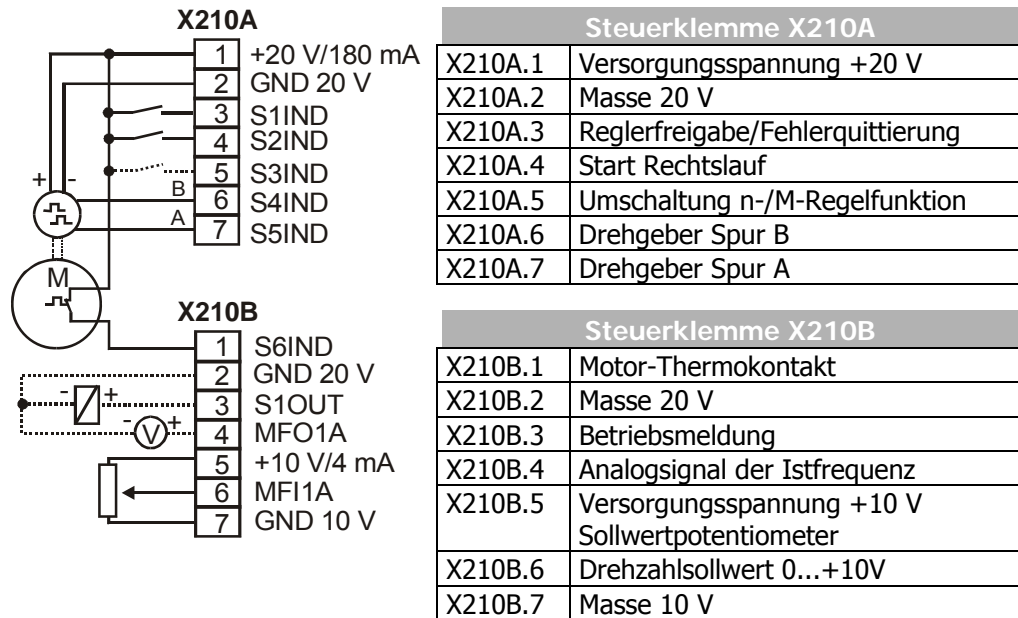 X210A
1 +20 V/180 mA
2 GND 20 V
3 S1IND
4 S2IND
5 S3IND
B 6 S4IND
A 7 S5IND
+ -
M
X210B
1 S6IND
2 GND 20 V
- + 3 S1OUT
- V + 4 MFO1A
5 +10 V/4 mA
6 MFI1A
7 GND 10 V
Steuerklemme X210A
X210A.1 Versorgungsspannung +20 V
X210A.2 Masse 20 V
X210A.3 Reglerfreigabe/Fehlerquittierung
X210A.4 Start Rechtslauf
X210A.5 Umschaltung n-/M-Regelfunktion
X210A.6 Drehgeber Spur B
X210A.7 Drehgeber Spur A
Steuerklemme X210B
X210B.1 Motor-Thermokontakt
X210B.2 Masse 20 V
X210B.3 Betriebsmeldung
X210B.4 Analogsignal der Istfrequenz
X210B.5 Versorgungsspannung +10 V
Sollwertpotentiometer
X210B.6 Drehzahlsollwert 0...+10V
X210B.7 Masse 10 V